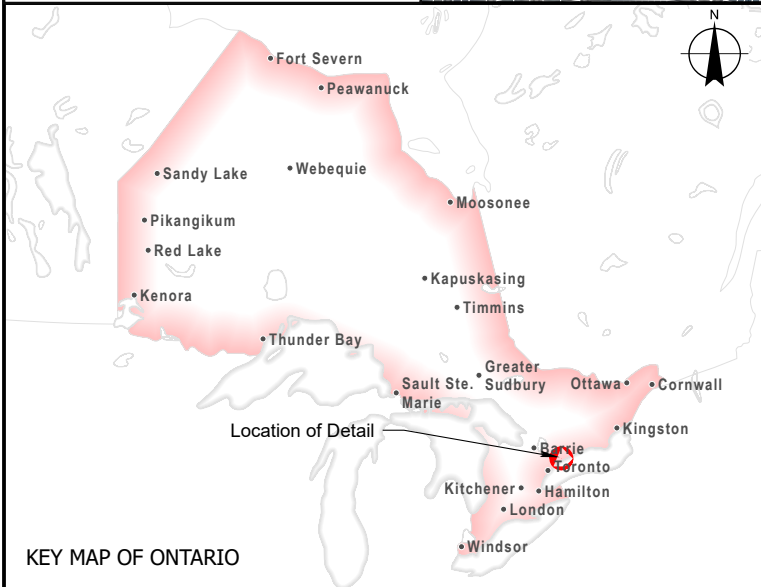 N
Fort Severn
Peawanuck
Sandy Lake
Webequie
Moosonee
Pikangikum
Red Lake
Kapuskasing
Kenora
Timmins
Thunder Bay
Greater
Sudbury
Sault Ste.
Marie
Ottawa
Cornwall
Location of Detail
Kingston
Barrie
Toronto
Kitchener
Hamilton
London
Windsor
KEY MAP OF ONTARIO